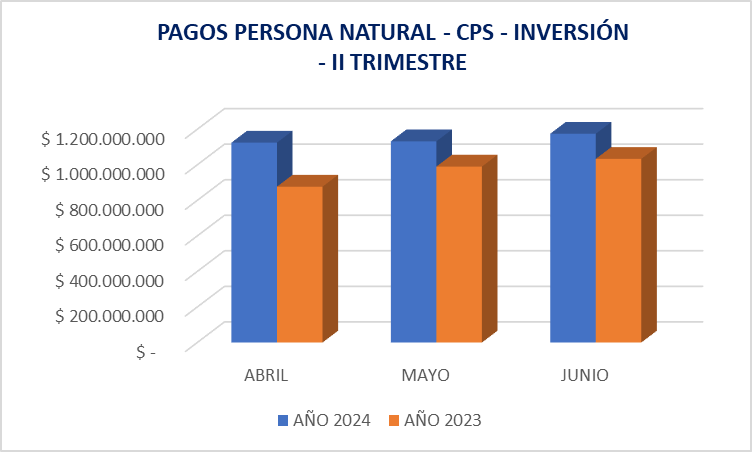 PAGOS PERSONA NATURAL - CPS - INVERSIÓN
- II TRIMESTRE
$ 1.200.000.000
$ 1.000.000.000
$ 800.000.000
$ 600.000.000
$ 400.000.000
$ 200.000.000
$ -
ABRIL MAYO JUNIO
AÑO 2024 AÑO 2023